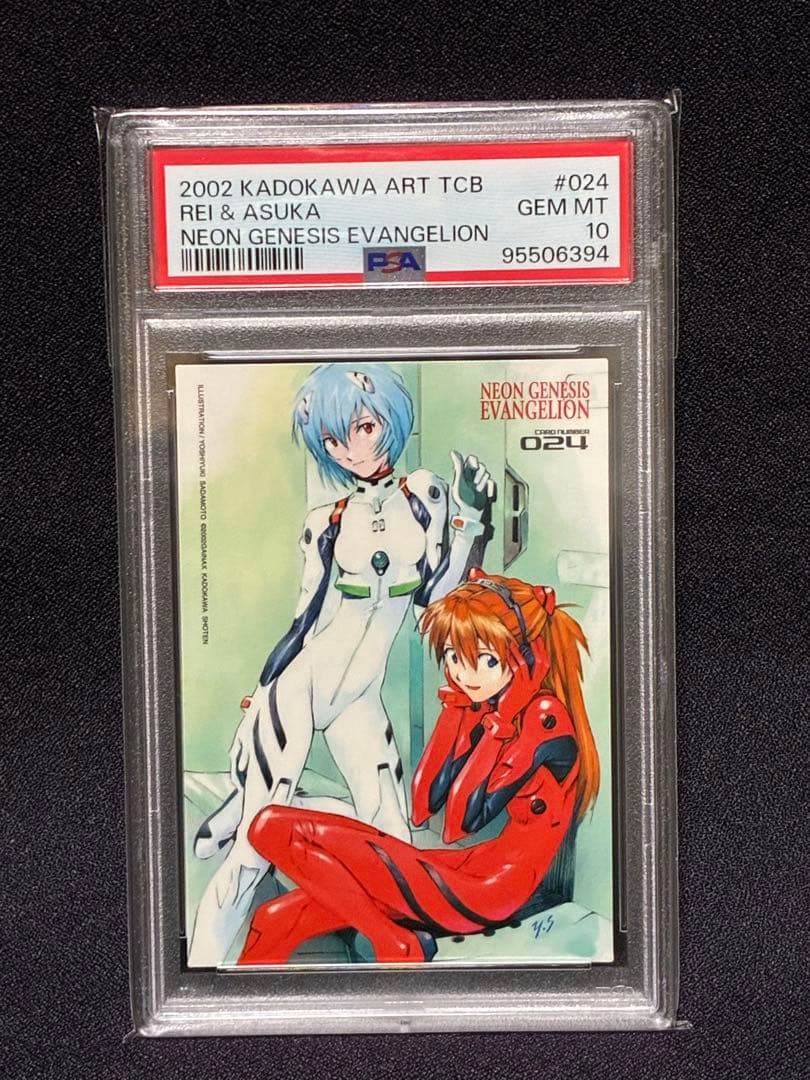 2002 KADOKAWA ART TCB #024
REI & ASUKA GEM MT
NEON GENESIS EVANGELION 10
PSA 95506394
NEON GENESIS
EVANGELION
CARD NUMBER
024
ILLUSTRATION / YOSHIYUKI SADAMOTO ©2002GAINAX KADOKAWA SHOTEN
Y.S